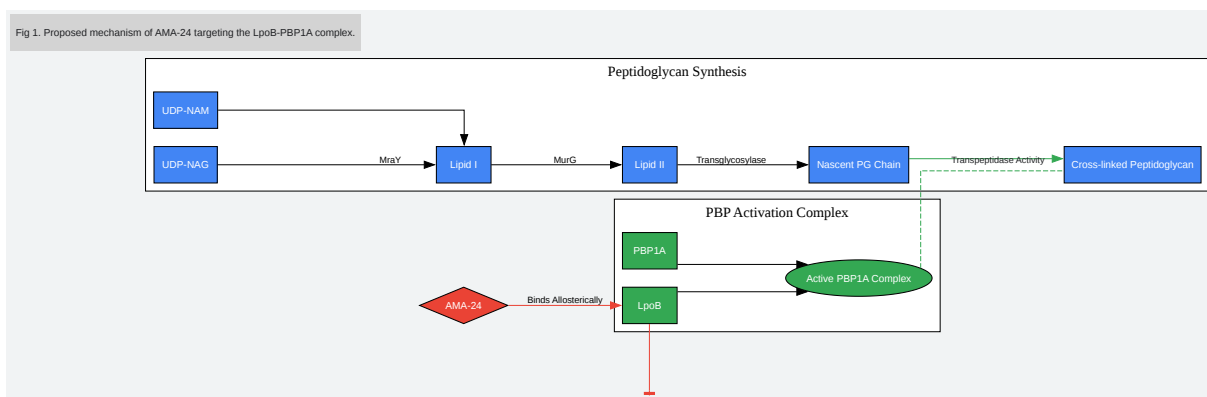 Fig 1. Proposed mechanism of AMA-24 targeting the LpoB-PBP1A complex.
Peptidoglycan Synthesis
UDP-NAM
UDP-NAG
MraY
Lipid I
MurG
Lipid II
Transglycosylase
Nascent PG Chain
Transpeptidase Activity
Cross-linked Peptidoglycan
PBP Activation Complex
PBP1A
Active PBP1A Complex
AMA-24
Binds Allosterically
LpoB